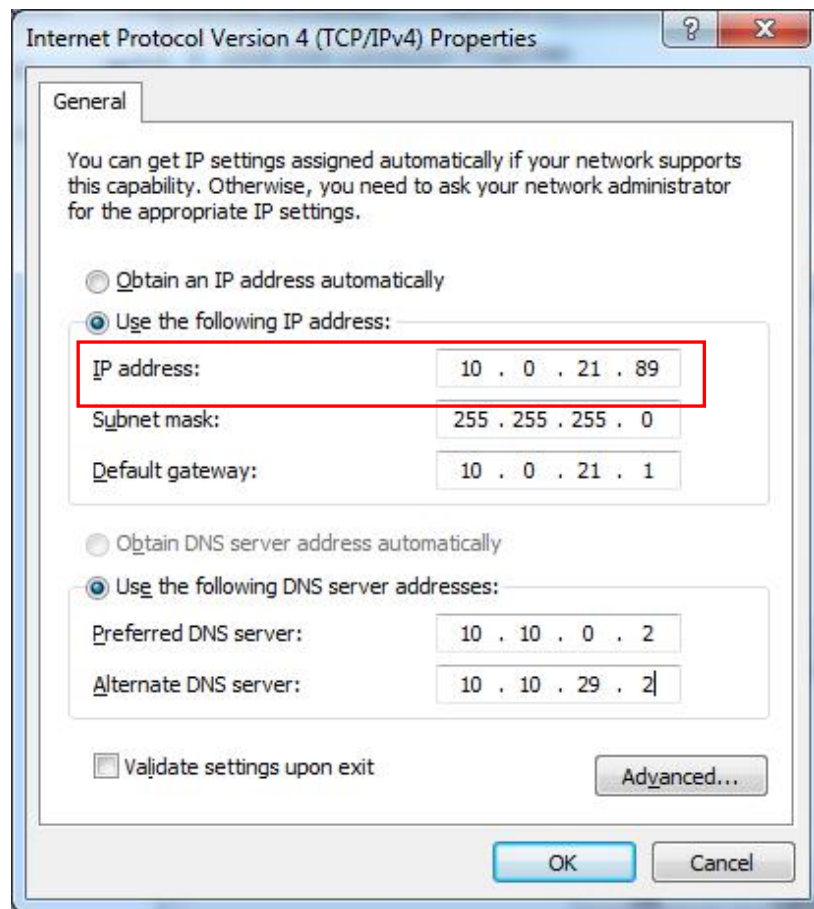 Internet Protocol Version 4 (TCP/IPv4) Properties
General
You can get IP settings assigned automatically if your network supports
this capability. Otherwise, you need to ask your network administrator
for the appropriate IP settings.
Obtain an IP address automatically
Use the following IP address:
IP address: 10 . 0 . 21 . 89
Subnet mask: 255 . 255 . 255 . 0
Default gateway: 10 . 0 . 21 . 1
Obtain DNS server address automatically
Use the following DNS server addresses:
Preferred DNS server: 10 . 10 . 0 . 2
Alternate DNS server: 10 . 10 . 29 . 2
Validate settings upon exit
Advanced...
OK Cancel